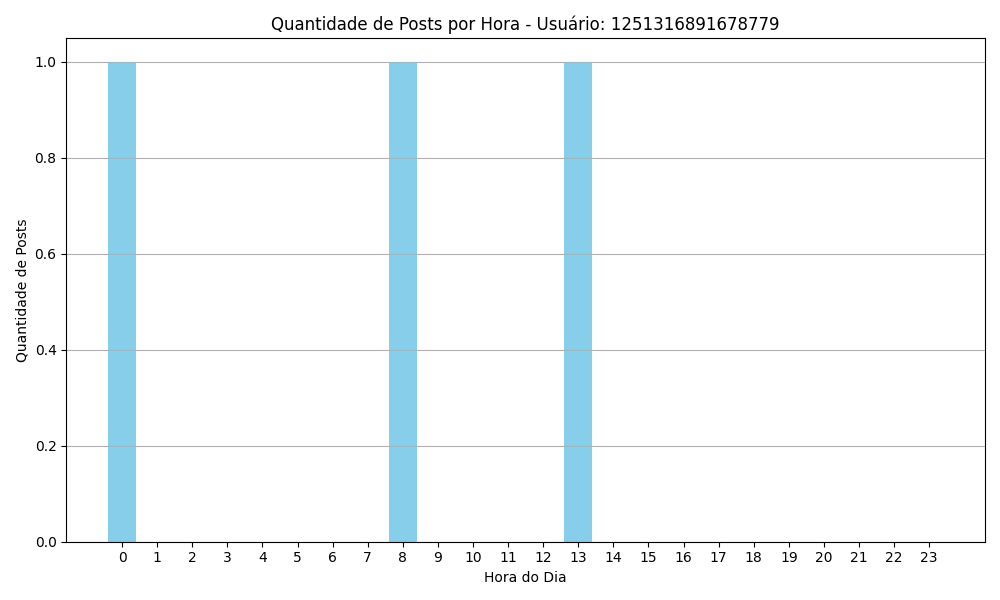 Quantidade de Posts por Hora - Usuário: 1251316891678779
Quantidade de Posts
1.0
0.8
0.6
0.4
0.2
0.0
0 1 2 3 4 5 6 7 8 9 10 11 12 13 14 15 16 17 18 19 20 21 22 23
Hora do Dia